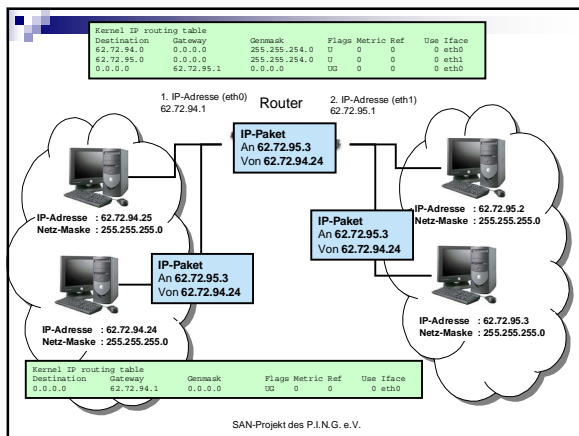 Kernel IP routing table
Destination Gateway Genmask Flags Metric Ref Use Iface
62.72.94.0 0.0.0.0 255.255.254.0 U 0 0 0 eth0
62.72.95.0 0.0.0.0 255.255.254.0 U 0 0 0 eth1
0.0.0.0 62.72.95.1 0.0.0.0 UG 0 0 0 eth0
1. IP-Adresse (eth0)
62.72.94.1
Router
2. IP-Adresse (eth1)
62.72.95.1
IP-Paket
An 62.72.95.3
Von 62.72.94.24
IP-Adresse : 62.72.94.25
Netz-Maske : 255.255.255.0
IP-Adresse : 62.72.95.2
Netz-Maske : 255.255.255.0
IP-Paket
An 62.72.95.3
Von 62.72.94.24
IP-Paket
An 62.72.95.3
Von 62.72.94.24
IP-Adresse : 62.72.94.24
Netz-Maske : 255.255.255.0
IP-Adresse : 62.72.95.3
Netz-Maske : 255.255.255.0
Kernel IP routing table
Destination Gateway Genmask Flags Metric Ref Use Iface
0.0.0.0 62.72.94.1 0.0.0.0 UG 0 0 0 eth0
SAN-Projekt des P.I.N.G. e.V.